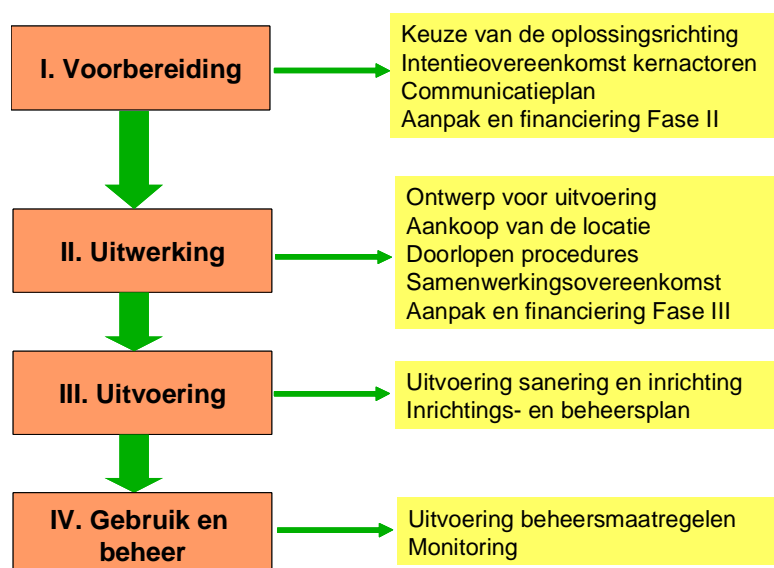 I. Voorbereiding
Keuze van de oplossingsrichting
Intentieovereenkomst kernactoren
Communicatieplan
Aanpak en financiering Fase II
II. Uitwerking
Ontwerp voor uitvoering
Aankoop van de locatie
Doorlopen procedures
Samenwerkingsovereenkomst
Aanpak en financiering Fase III
III. Uitvoering
Uitvoering sanering en inrichting
Inrichtings- en beheersplan
IV. Gebruik en
beheer
Uitvoering beheersmaatregelen
Monitoring